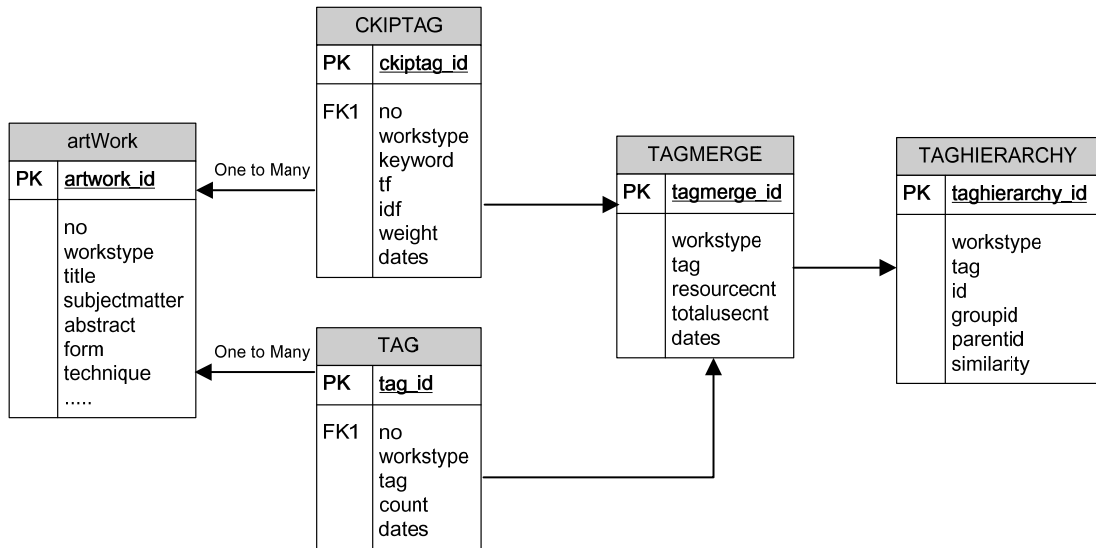 CKIPTAG
PK ckiptag_id
FK1 no
workstype
keyword
tf
idf
weight
dates
artWork
PK artwork_id
no
workstype
title
subjectmatter
abstract
form
technique
.....
One to Many
One to Many
TAG
PK tag_id
FK1 no
workstype
tag
count
dates
TAGMERGE
PK tagmerge_id
workstype
tag
resourcecnt
totalusecnt
dates
TAGHIERARCHY
PK taghierarchy_id
workstype
tag
id
groupid
parentid
similarity